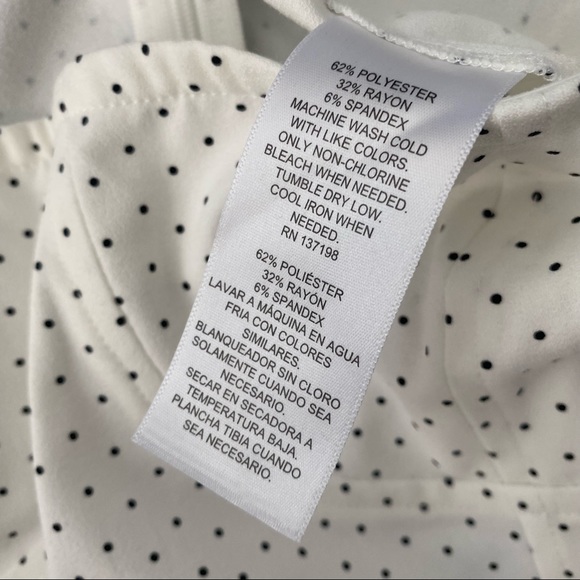 62% POLYESTER
32% RAYON
6% SPANDEX
MACHINE WASH COLD
WITH LIKE COLORS.
ONLY NON-CHLORINE
BLEACH WHEN NEEDED.
TUMBLE DRY LOW.
COOL IRON WHEN
NEEDED.
RN 137198
62% POLIÉSTER
32% RAYÓN
6% SPANDEX
LAVAR A MÁQUINA EN AGUA
FRIA CON COLORES
SIMILARES.
BLANQUEADOR SIN CLORO
SOLAMENTE CUANDO SEA
NECESARIO.
SECAR EN SECADORA A
TEMPERATURA BAJA.
PLANCHA TIBIA CUANDO
SEA NECESARIO.